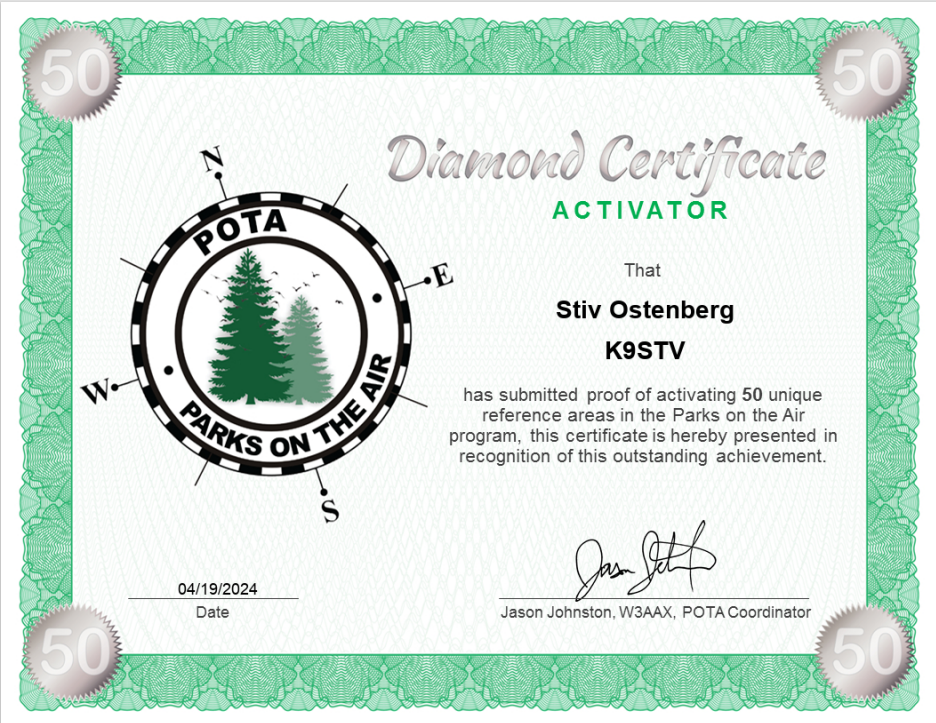 50
50
Diamond Certificate
ACTIVATOR
N
POTA
E
W
PARKS ON THE AIR
S
That
Stiv Ostenberg
K9STV
has submitted proof of activating 50 unique
reference areas in the Parks on the Air
program, this certificate is hereby presented in
recognition of this outstanding achievement.
04/19/2024
Date
Jason Johnston, W3AAX, POTA Coordinator
50
50